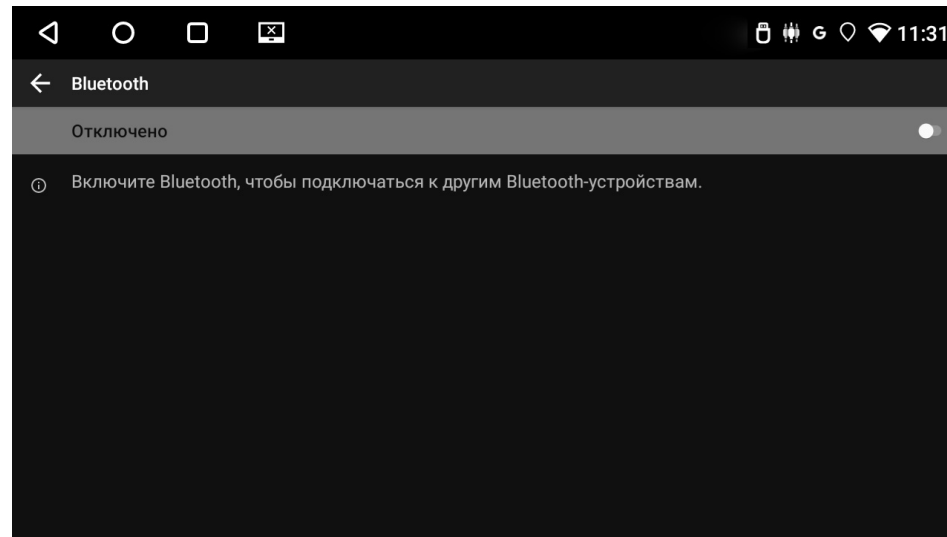 G 11:31
Bluetooth
Отключено
Включите Bluetooth, чтобы подключаться к другим Bluetooth-устройствам.